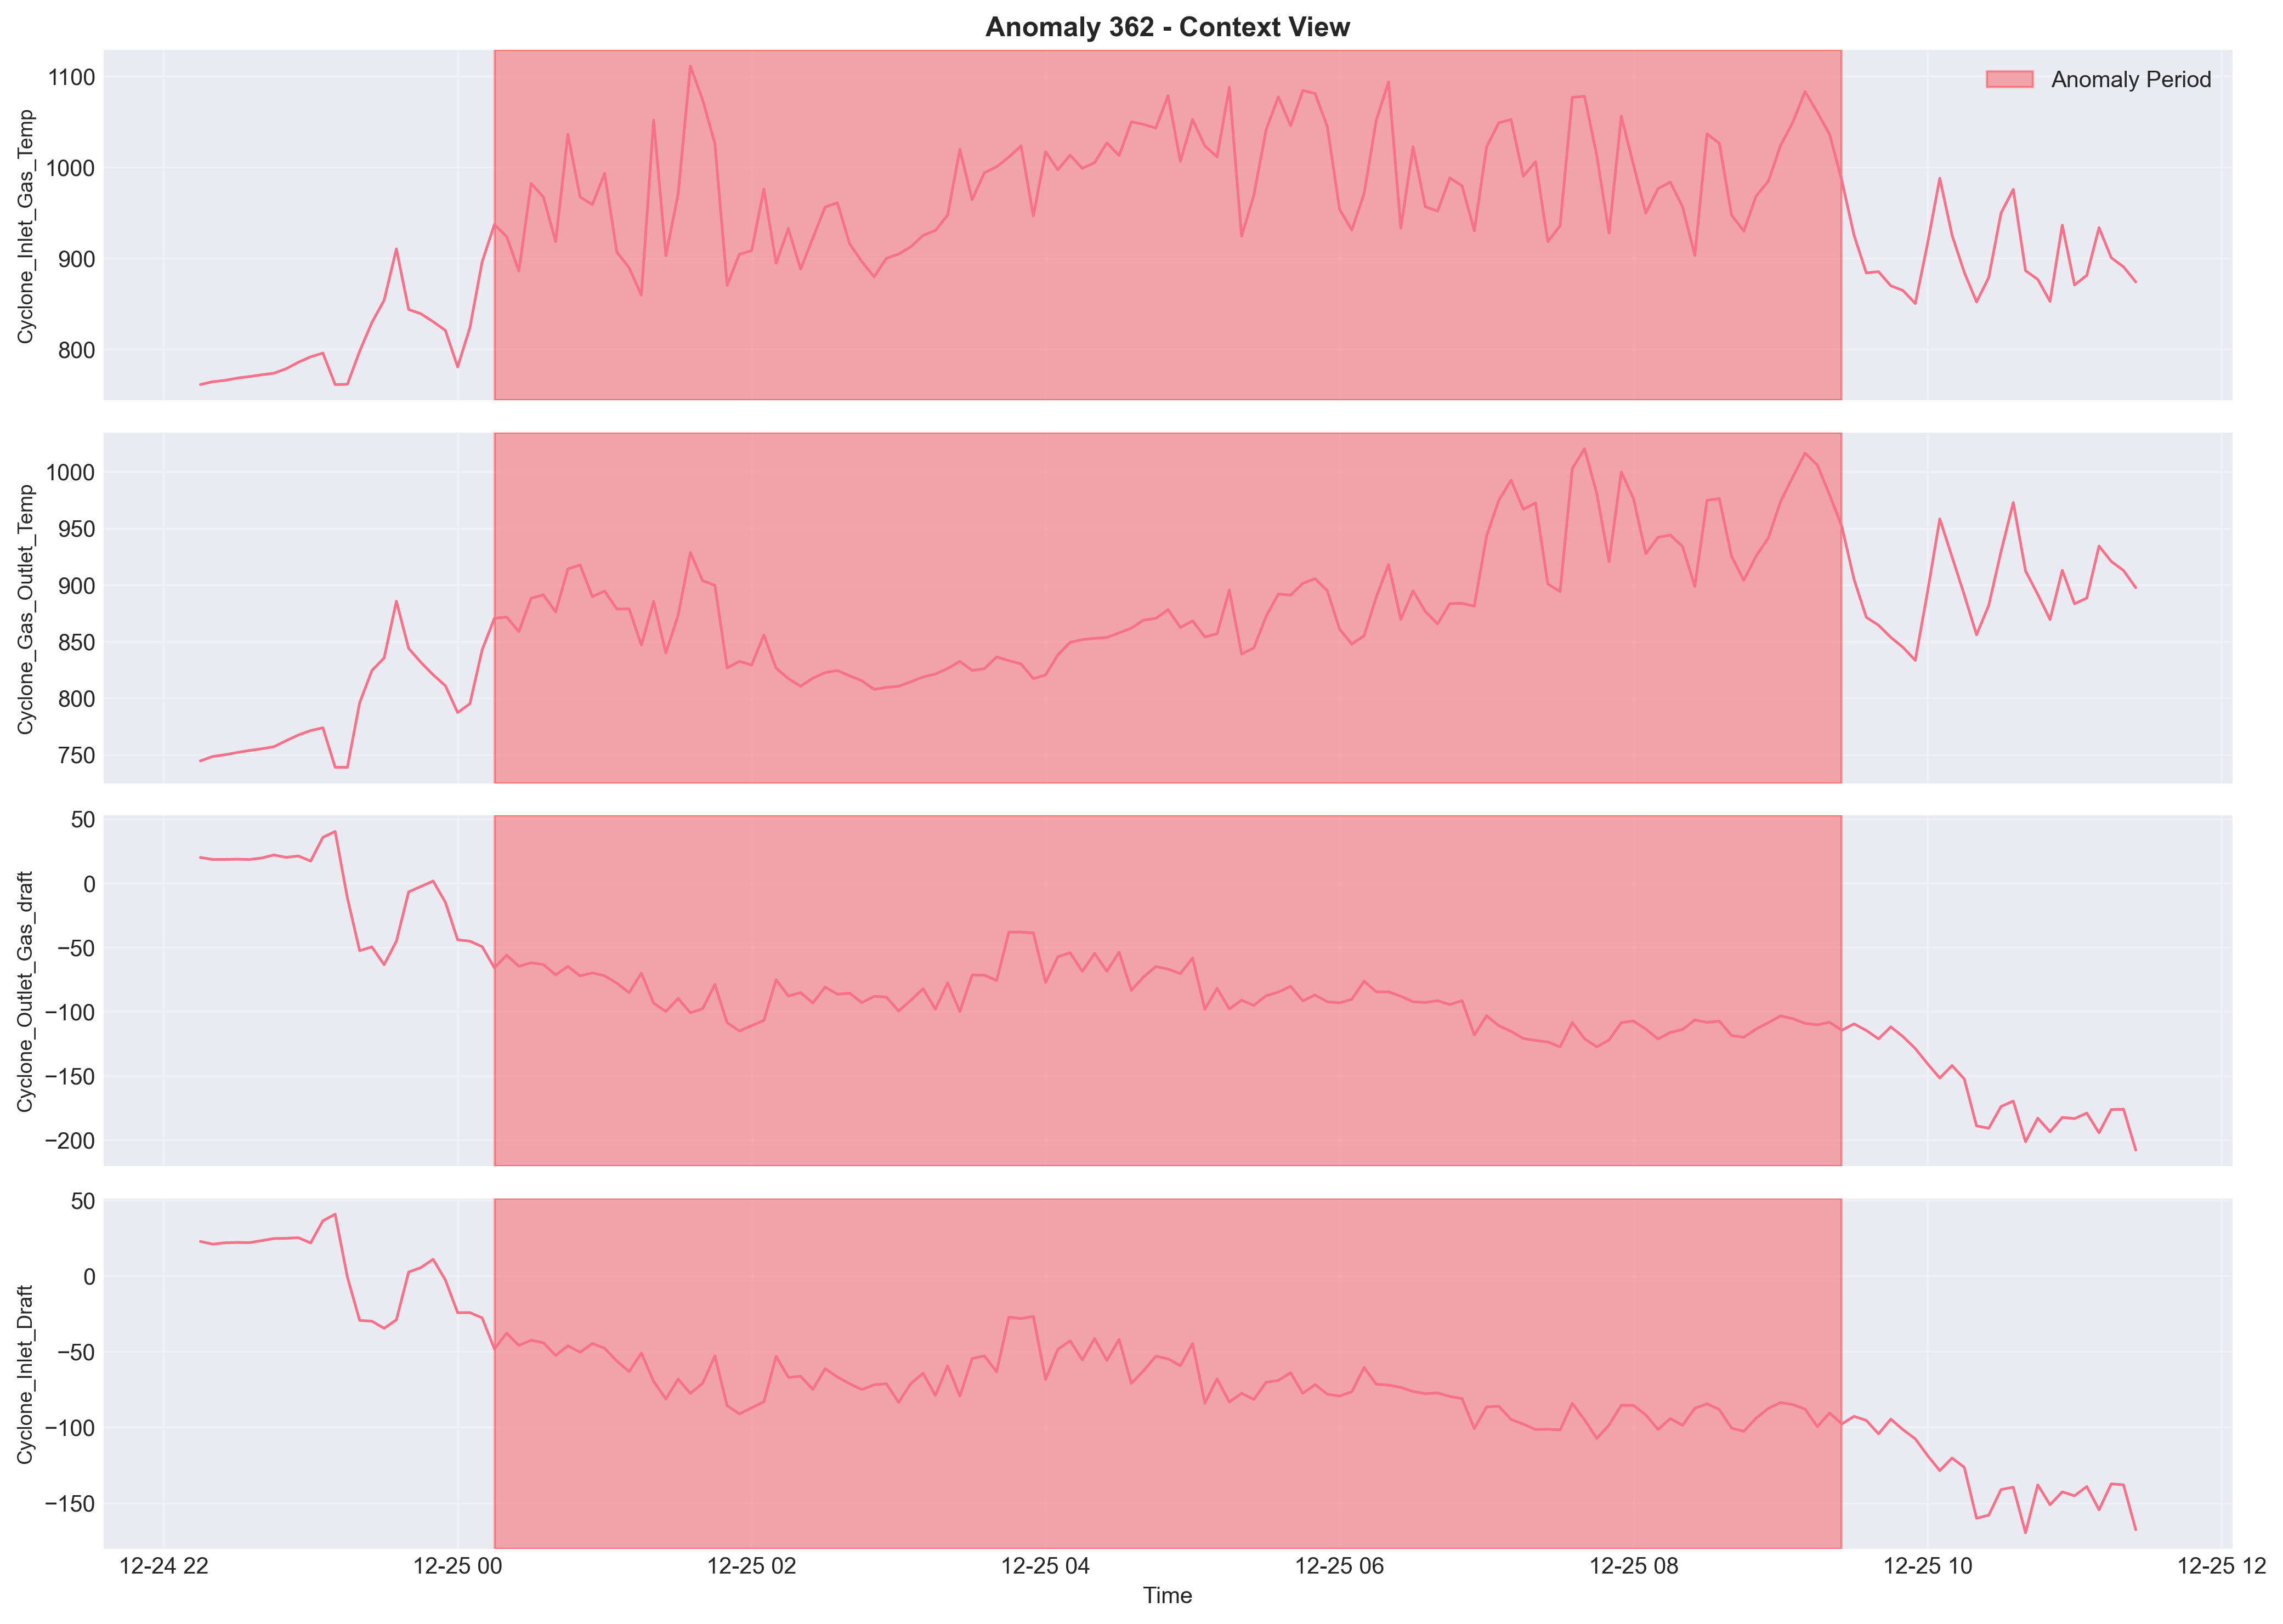 Anomaly 362 - Context View
Anomaly Period
Cyclone_Inlet_Gas_Temp
1100
1000
900
800
Cyclone_Gas_Outlet_Temp
1000
950
900
850
800
750
Cyclone_Outlet_Gas_draft
50
0
−50
−100
−150
−200
Cyclone_Inlet_Draft
50
0
−50
−100
−150
12-24 22 12-25 00 12-25 02 12-25 04 12-25 06 12-25 08 12-25 10 12-25 12
Time